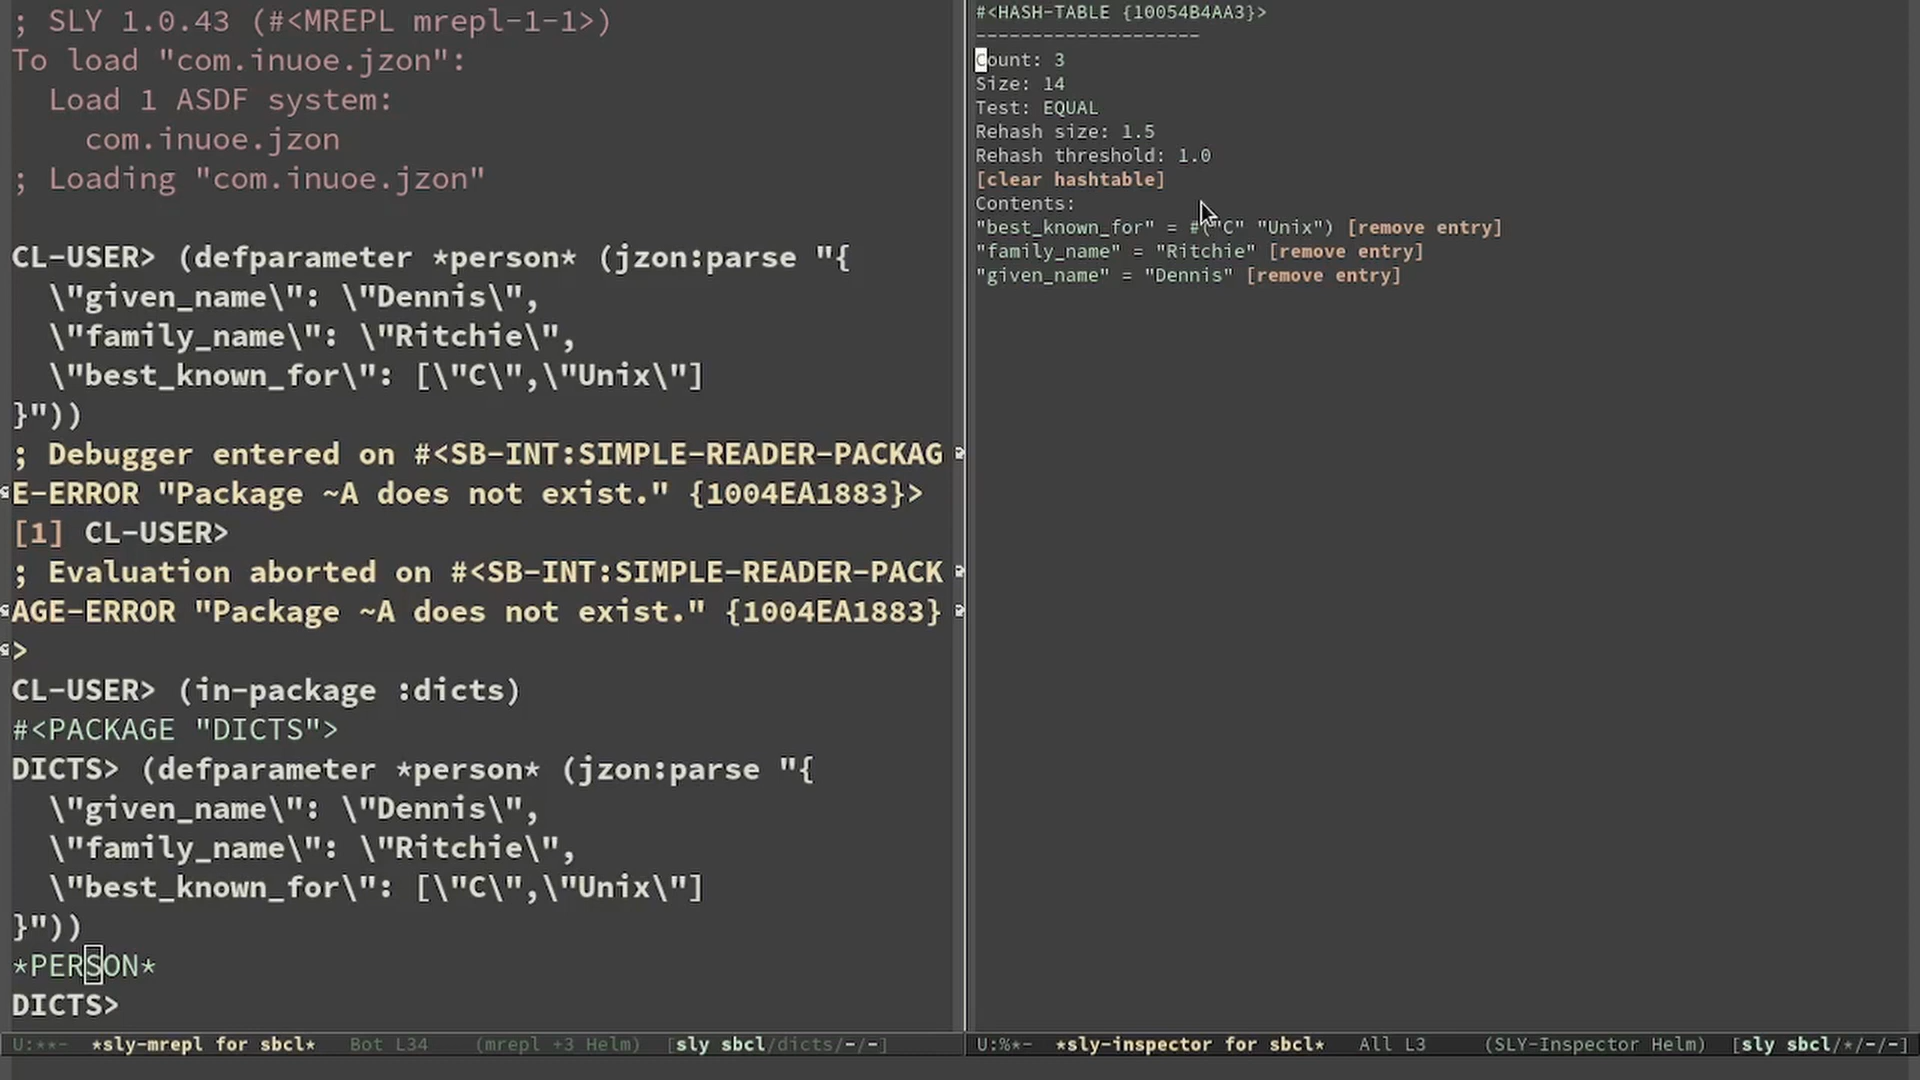 ; SLY 1.0.43 (#<MREPL mrepl-1-1>)
To load "com.inuoe.jzon":
  Load 1 ASDF system:
    com.inuoe.jzon
; Loading "com.inuoe.jzon"
CL-USER> (defparameter *person* (jzon:parse "{
  \"given_name\": \"Dennis\",
  \"family_name\": \"Ritchie\",
  \"best_known_for\": [\"C\",\"Unix\"]
}"))
; Debugger entered on #<SB-INT:SIMPLE-READER-PACKAG
E-ERROR "Package ~A does not exist." {1004EA1883}>
[1] CL-USER>
; Evaluation aborted on #<SB-INT:SIMPLE-READER-PACK
AGE-ERROR "Package ~A does not exist." {1004EA1883}
>
CL-USER> (in-package :dicts)
#<PACKAGE "DICTS">
DICTS> (defparameter *person* (jzon:parse "{
  \"given_name\": \"Dennis\",
  \"family_name\": \"Ritchie\",
  \"best_known_for\": [\"C\",\"Unix\"]
}"))
*PERSON*
DICTS>
U:**-  *sly-mrepl for sbcl*   Bot L34    (mrepl +3 Helm)  [sly sbcl/dicts/-/-]
#<HASH-TABLE {10054B4AA3}>
--------------------
Count: 3
Size: 14
Test: EQUAL
Rehash size: 1.5
Rehash threshold: 1.0
[clear hashtable]
Contents:
"best_known_for" = #("C" "Unix") [remove entry]
"family_name" = "Ritchie" [remove entry]
"given_name" = "Dennis" [remove entry]
U:%*-  *sly-inspector for sbcl*   All L3     (SLY-Inspector Helm)  [sly sbcl/*/-/-]